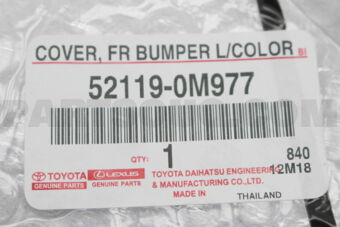 COVER, FR BUMPER L/COLOR BI
52119-0M977
QTY: 1
840
12M18
TOYOTA
GENUINE PARTS
LEXUS
GENUINE PARTS
TOYOTA DAIHATSU ENGINEERING
& MANUFACTURING CO.,LTD.
MADE IN
THAILAND